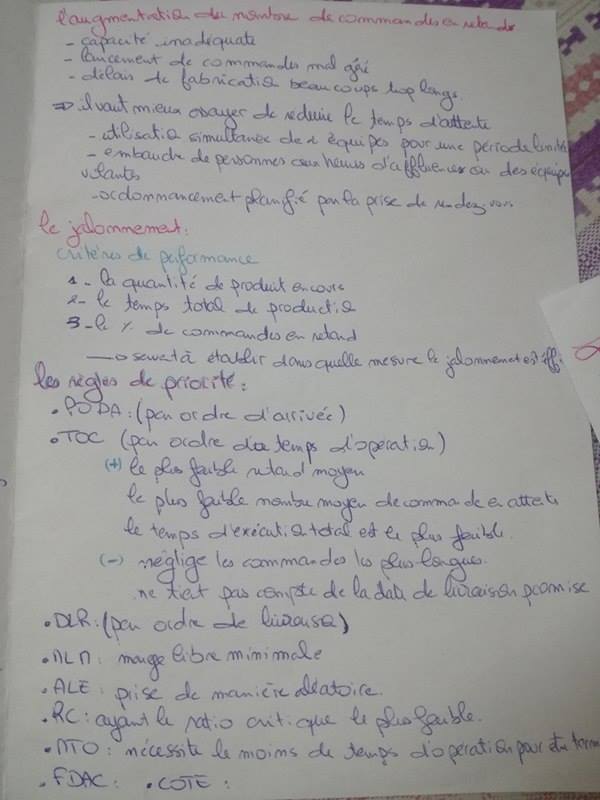 l'augmentration du nombre de commandes en retards
- capacité inadéquate
- lancement de commandes mal géré
- délais de fabrication beaucoups trop longs.
⇒ il vaut mieux essayer de réduire le temps d'attente
- utilisation simultanée de 2 équipes pour une période limité
- embauche de personnes aux heures d'affluences ou des équipes
volantes
- ordonnancement planifié par la prise de rendez-vous
le jalonnement:
critères de performance
1 - la quantité de produit en cours
2 - le temps total de production
3 - le % de commandes en retard
→ servent à établir dans quelle mesure le jalonnement est effi
les règles de priorité :
• PODA : (par ordre d'arrivée)
• TOC (par ordre de temps d'opération)
(+) le plus faible retard moyen
le plus faible nombre moyen de commande en attente
le temps d'exécution total est le plus faible.
(-) néglige les commandes les plus longues.
ne tient pas compte de la date de livraison promise
• DLR : (par ordre de livraison)
• MLM : marge libre minimale
• ALE : prise de manière aléatoire.
• RC : ayant le ratio critique le plus faible.
• MTO : nécessite le moins de temps d'opération pour être term
• FDAC : • COTE :